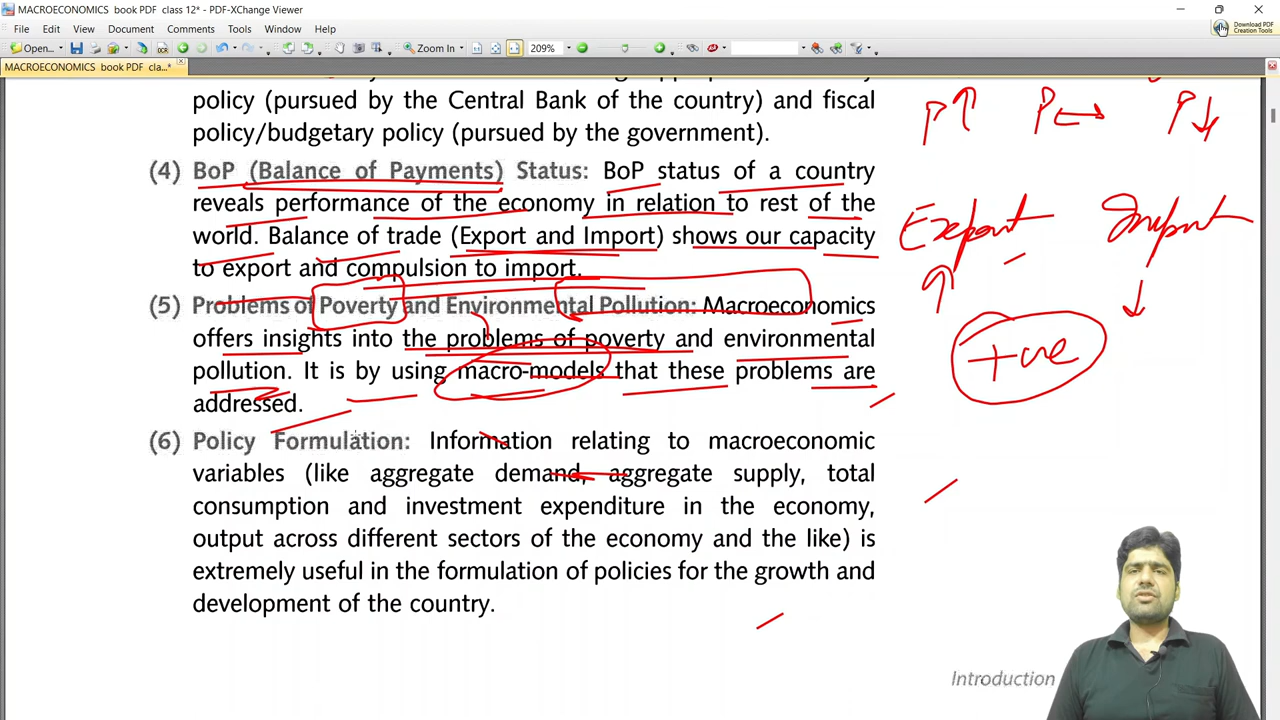 MACROECONOMICS book PDF class 12* - PDF-XChange Viewer
File Edit View Document Comments Tools Window Help
PDF Creation Tools
Open... Zoom In 209%
MACROECONOMICS book PDF cla...*
policy (pursued by the Central Bank of the country) and fiscal
policy/budgetary policy (pursued by the government).
P↑ P↔ P↓
(4) BoP (Balance of Payments) Status: BoP status of a country
reveals performance of the economy in relation to rest of the
world. Balance of trade (Export and Import) shows our capacity
to export and compulsion to import.
Export Import
↑ ↓
+ve
(5) Problems of Poverty and Environmental Pollution: Macroeconomics
offers insights into the problems of poverty and environmental
pollution. It is by using macro-models that these problems are
addressed.
(6) Policy Formulation: Information relating to macroeconomic
variables (like aggregate demand, aggregate supply, total
consumption and investment expenditure in the economy,
output across different sectors of the economy and the like) is
extremely useful in the formulation of policies for the growth and
development of the country.
Introduction